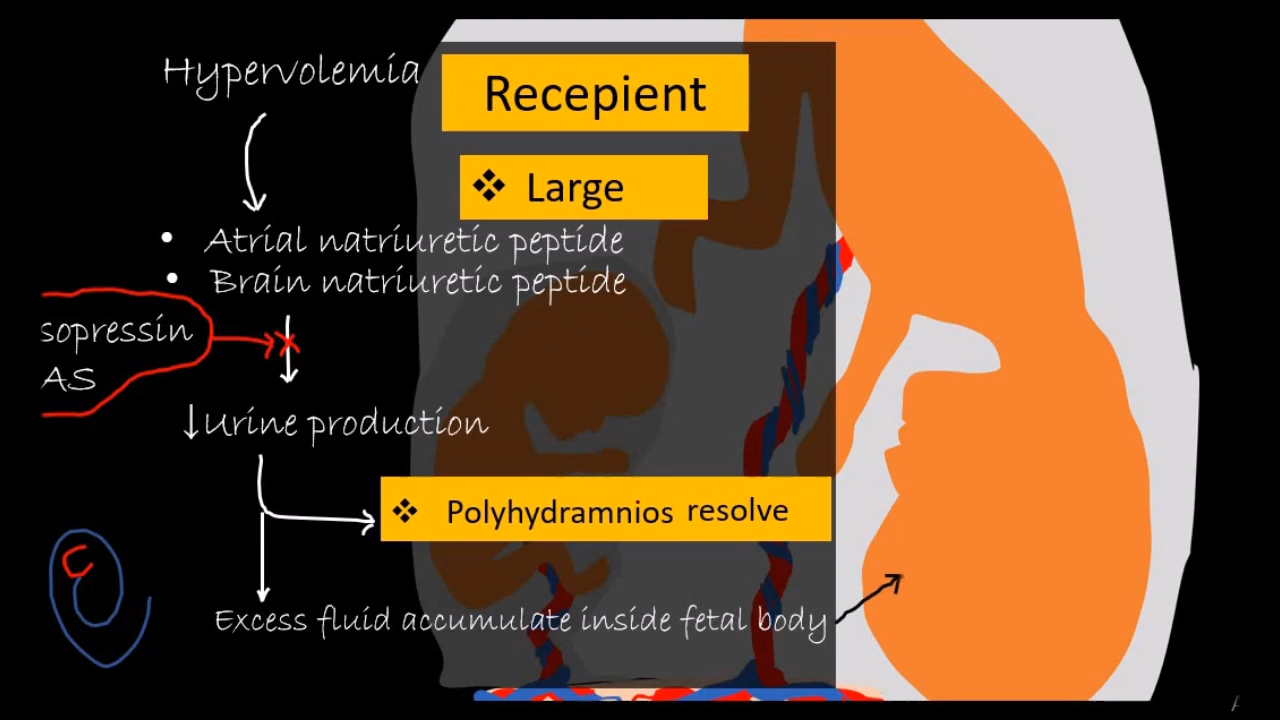 Hypervolemia
Recepient
❖ Large
• Atrial natriuretic peptide
• Brain natriuretic peptide
sopressin
AS
↓Urine production
❖ Polyhydramnios resolve
Excess fluid accumulate inside fetal body